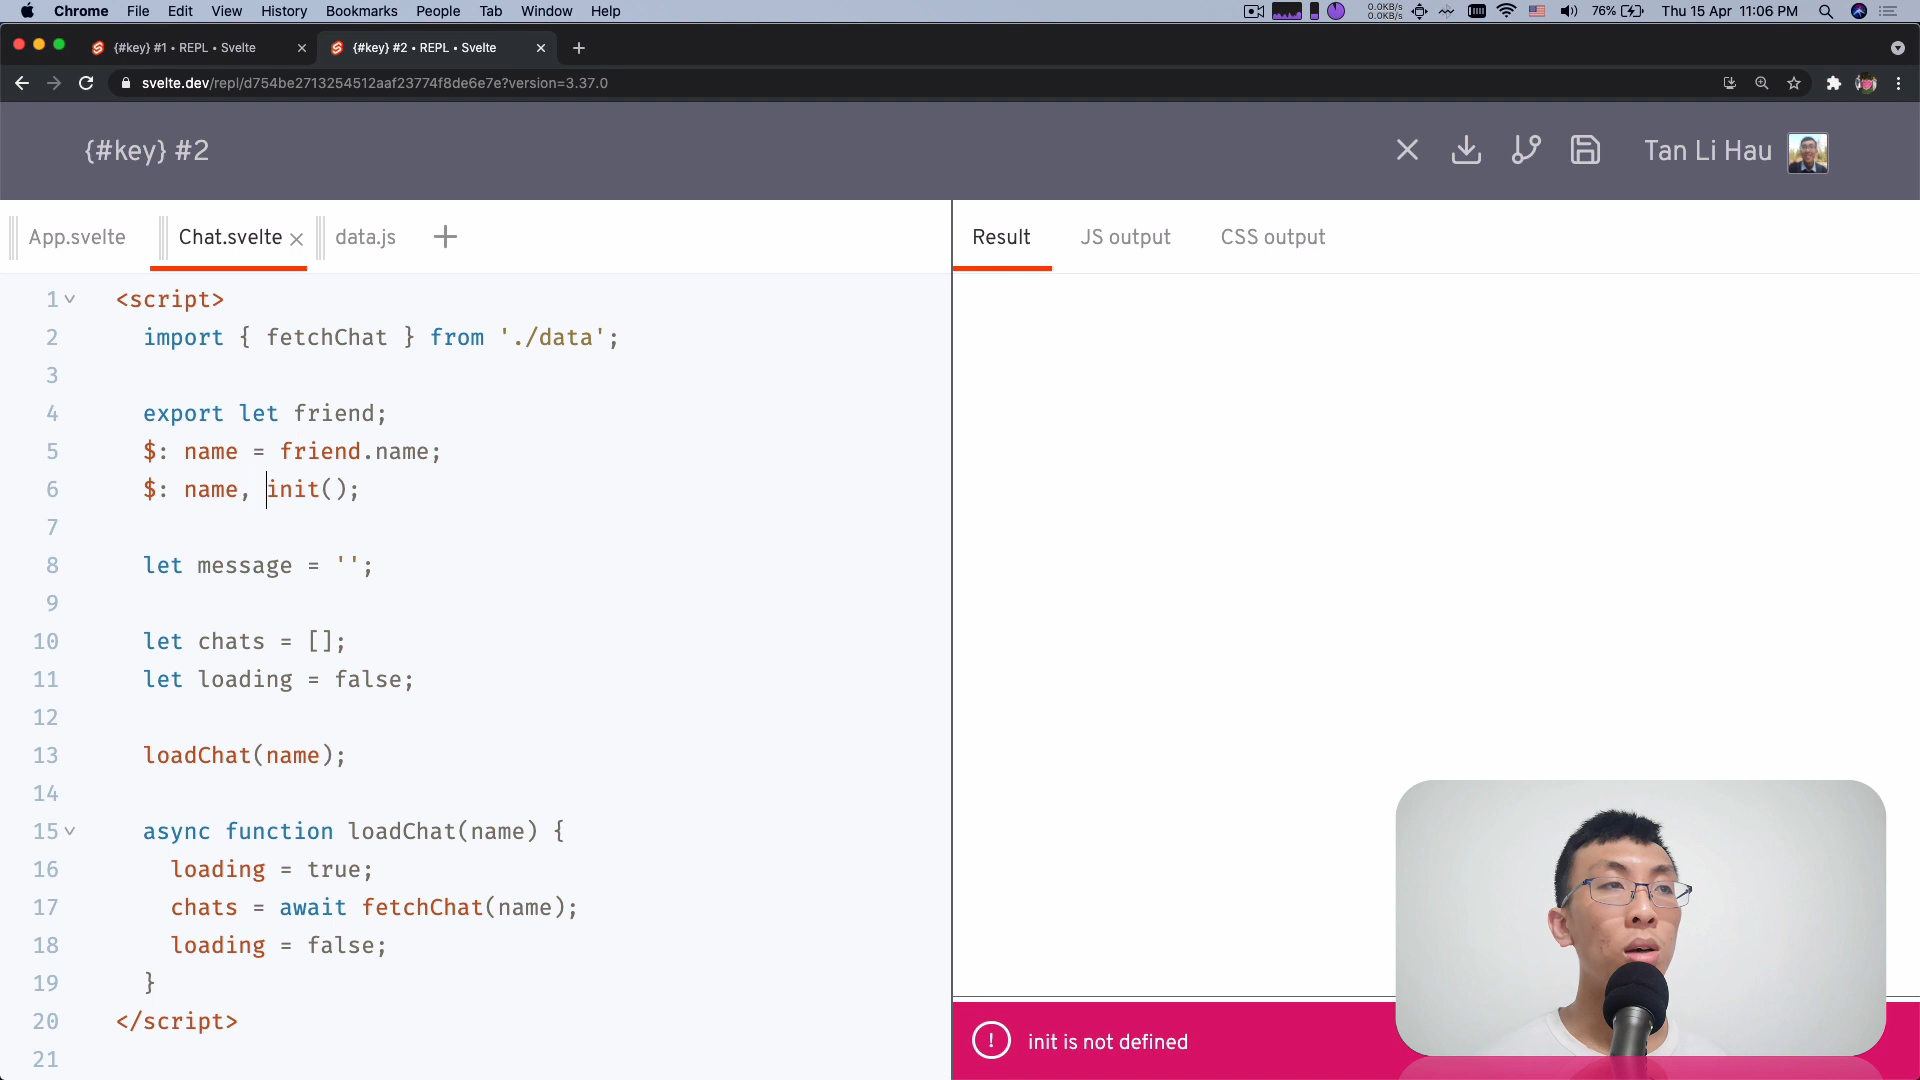 Chrome File Edit View History Bookmarks People Tab Window Help
0.0KB/s
0.0KB/s
76% Thu 15 Apr 11:06 PM
{#key} #1 • REPL • Svelte
{#key} #2 • REPL • Svelte
svelte.dev/repl/d754be2713254512aaf23774f8de6e7e?version=3.37.0
{#key} #2
Tan Li Hau
App.svelte Chat.svelte data.js
Result JS output CSS output
1 <script>
2 import { fetchChat } from './data';
3
4 export let friend;
5 $: name = friend.name;
6 $: name, init();
7
8 let message = '';
9
10 let chats = [];
11 let loading = false;
12
13 loadChat(name);
14
15 async function loadChat(name) {
16 loading = true;
17 chats = await fetchChat(name);
18 loading = false;
19 }
20 </script>
21
! init is not defined